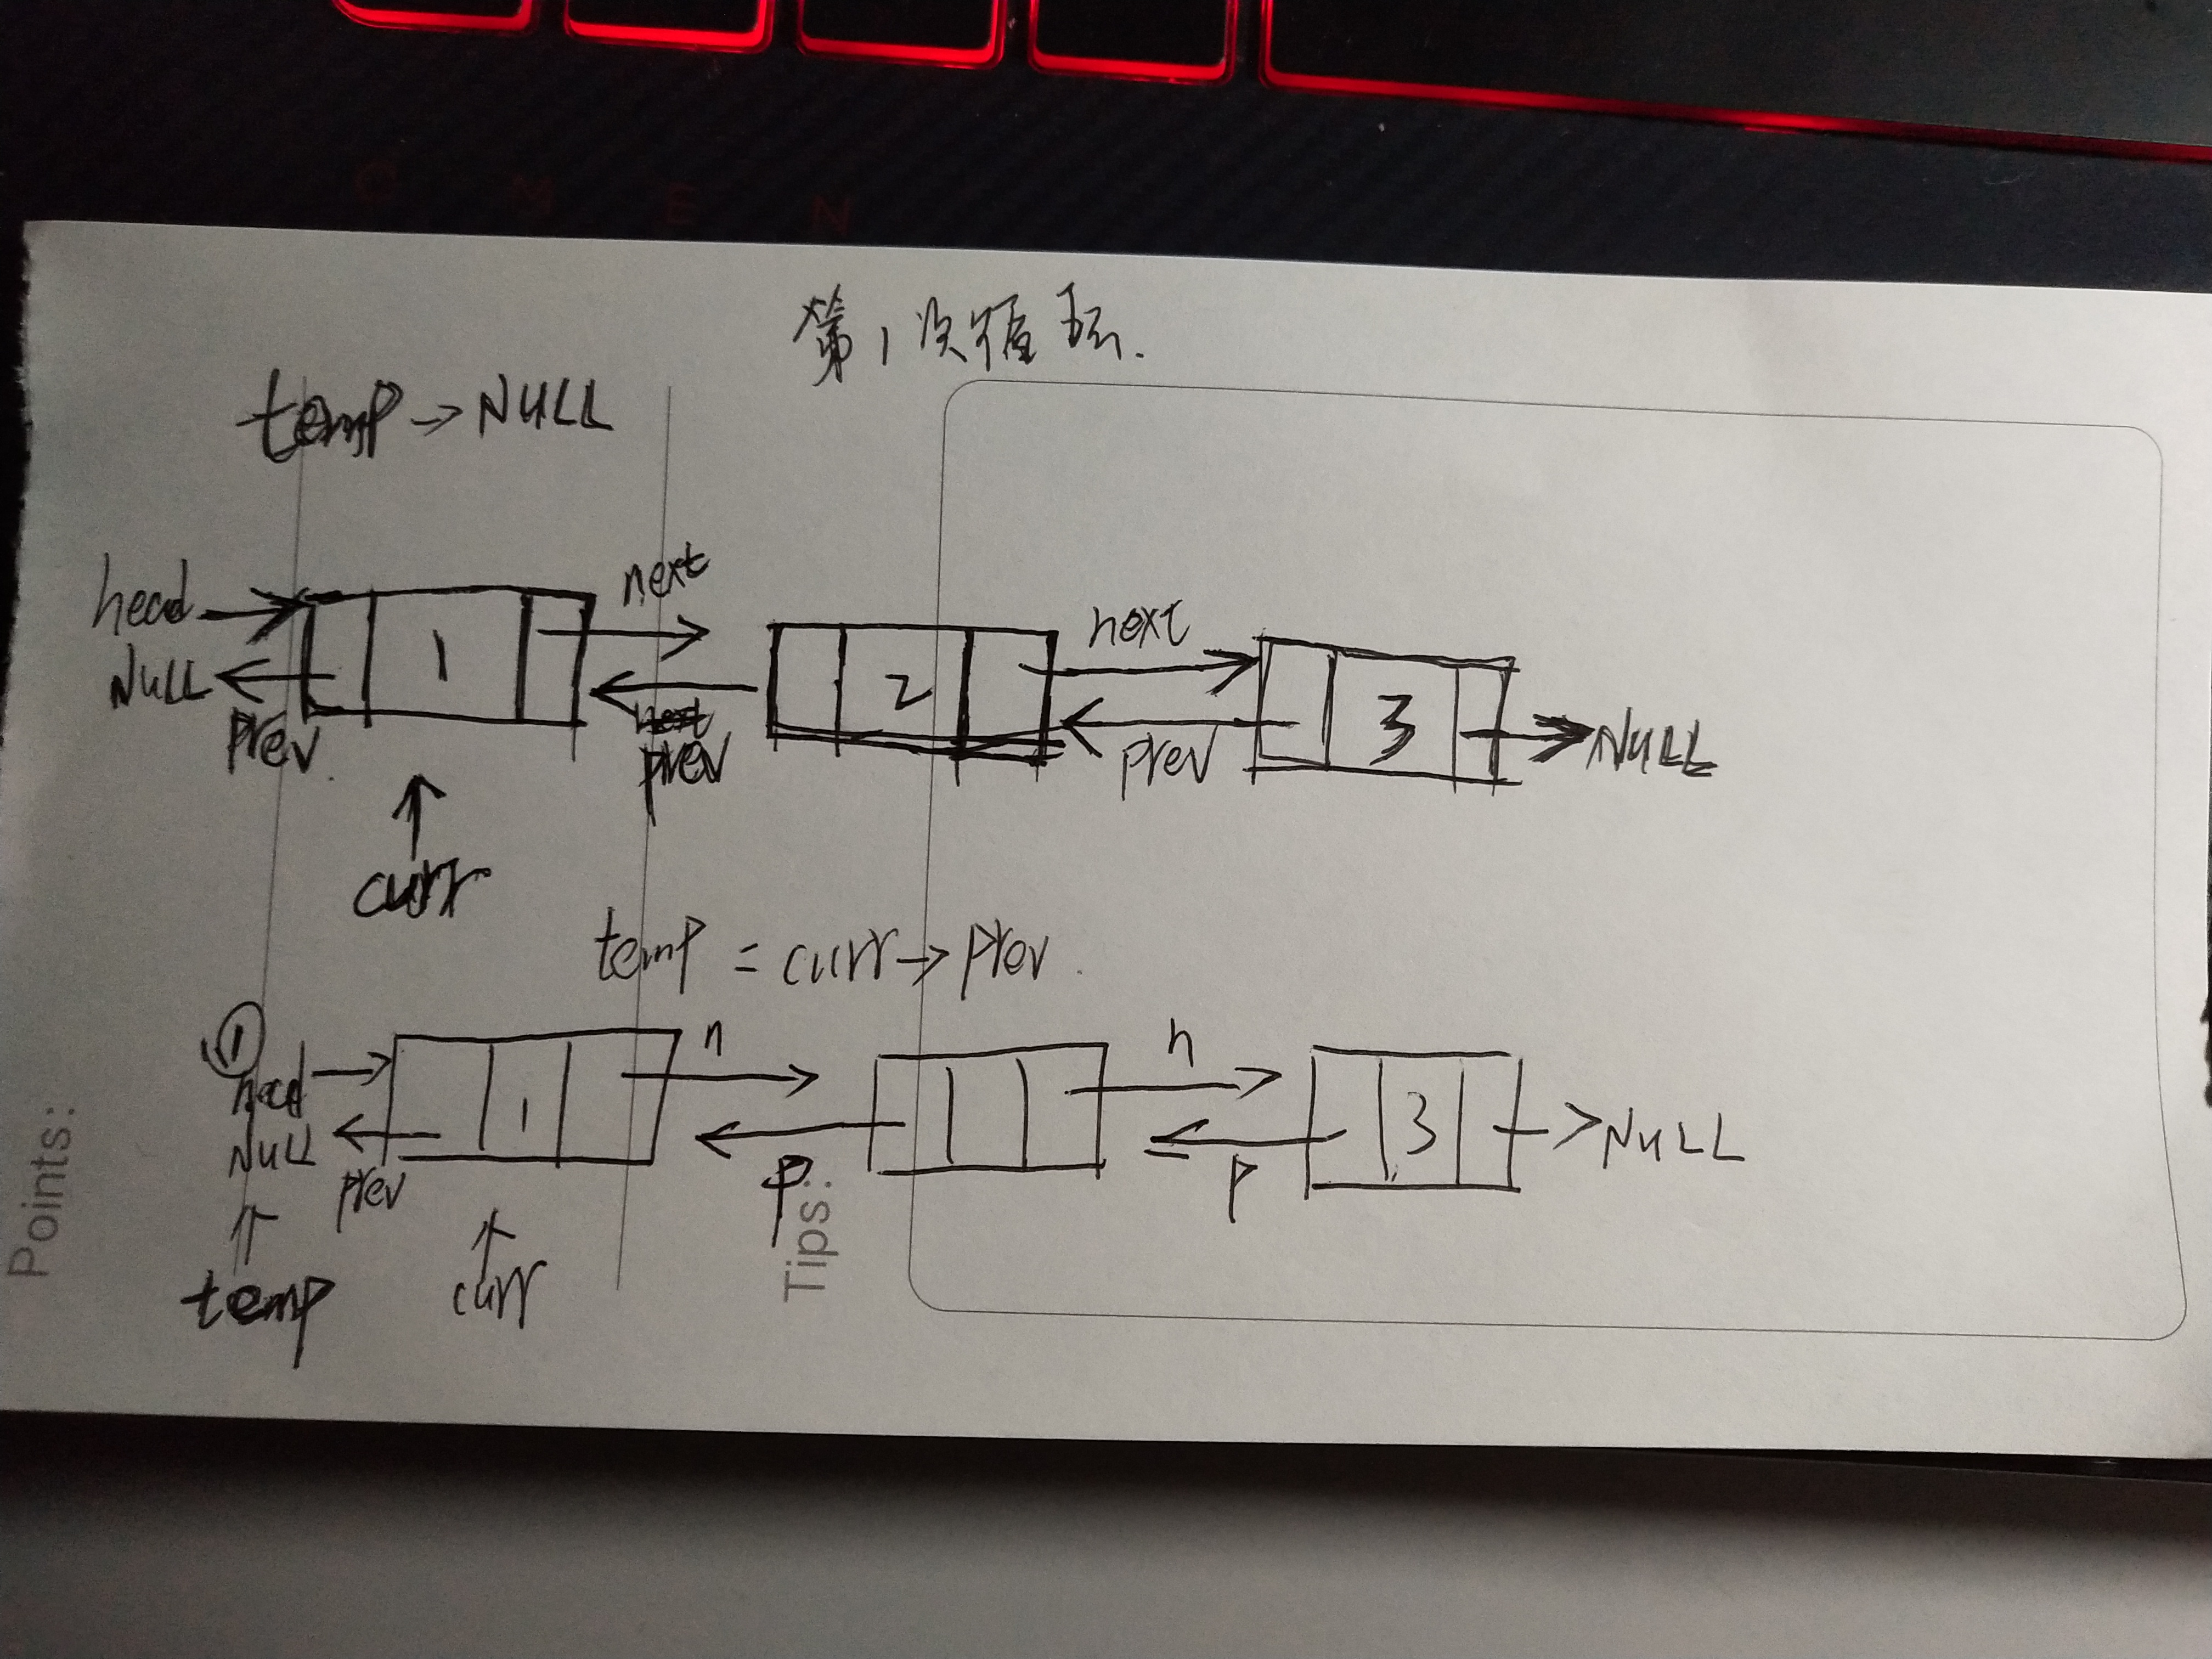 第1次循环.
temp → NULL
head → 1 next → 2 next → 3 → NULL
NULL ← prev
next prev
prev
↑
curr
temp = curr → prev.
①
head → 1 n → n → 3 → NULL
NULL ← prev
P
P
↑ ↑
temp curr
Points:
Tips: